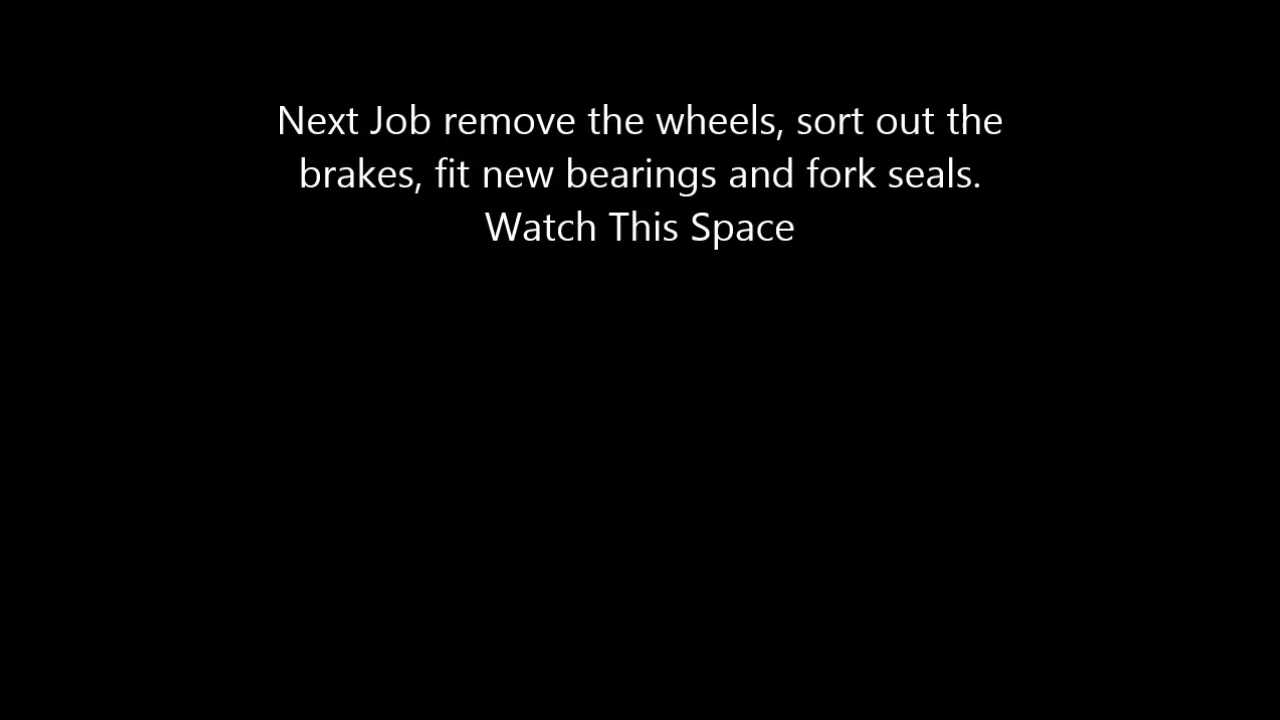 Next Job remove the wheels, sort out the
brakes, fit new bearings and fork seals.
Watch This Space